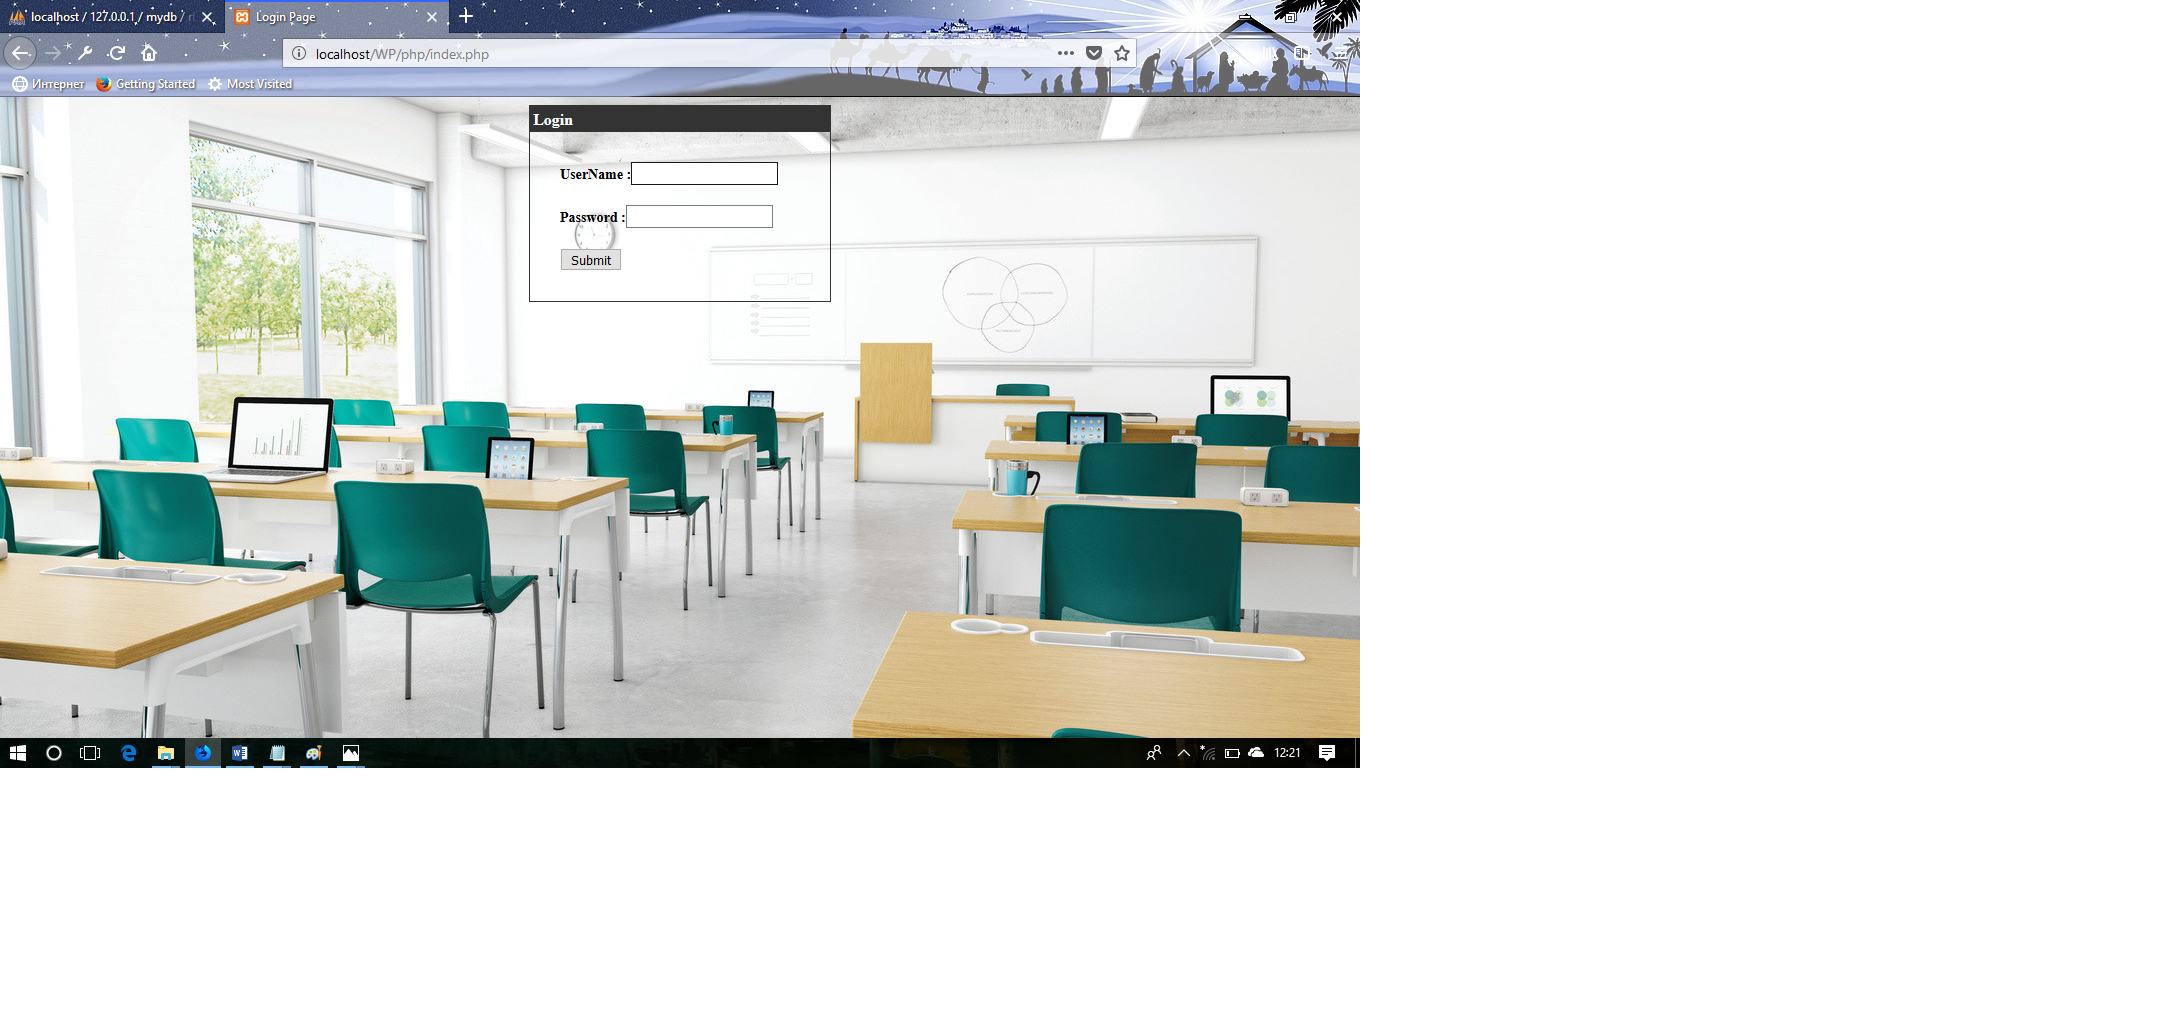 localhost / 127.0.0.1 / mydb /
Login Page
localhost/WP/php/index.php
Интернет
Getting Started
Most Visited
Login
UserName :
Password :
Submit
12:21